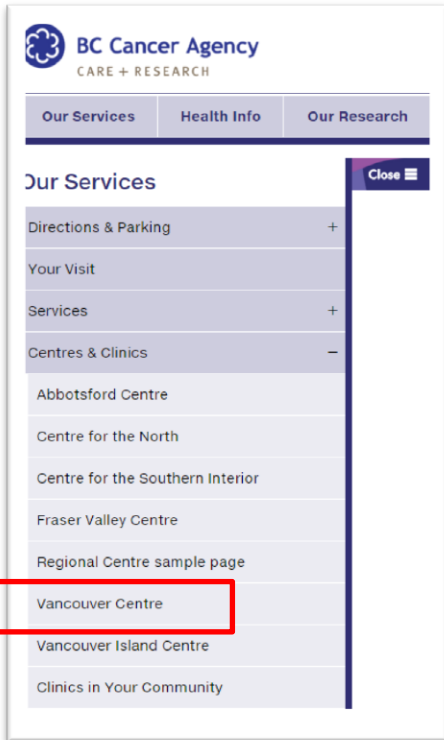 BC Cancer Agency
CARE + RESEARCH
Our Services Health Info Our Research
Our Services
Close
Directions & Parking +
Your Visit
Services +
Centres & Clinics −
Abbotsford Centre
Centre for the North
Centre for the Southern Interior
Fraser Valley Centre
Regional Centre sample page
Vancouver Centre
Vancouver Island Centre
Clinics in Your Community